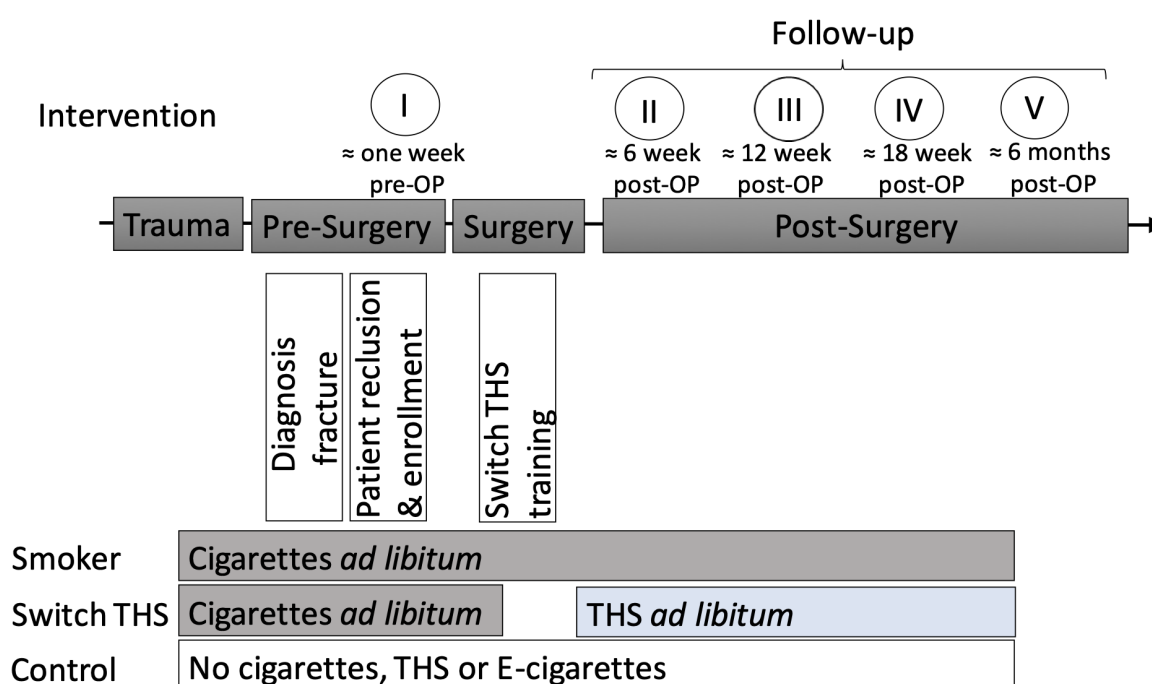 Follow-up
Intervention
I
II
III
IV
V
≈ one week
pre-OP
≈ 6 week
post-OP
≈ 12 week
post-OP
≈ 18 week
post-OP
≈ 6 months
post-OP
Trauma
Pre-Surgery
Surgery
Post-Surgery
Diagnosis
fracture
Patient reclusion
& enrollment
Switch THS
training
Smoker
Cigarettes ad libitum
Switch THS
Cigarettes ad libitum
THS ad libitum
Control
No cigarettes, THS or E-cigarettes